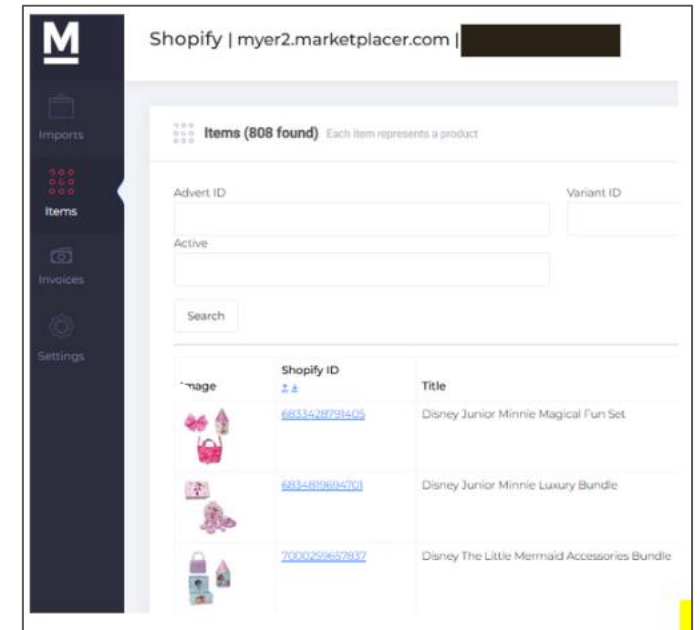 M
Shopify | myer2.marketplacer.com |
Imports
Items (808 found) Each item represents a product
Items
Advert ID
Variant ID
Active
Invoices
Search
Settings
Image
Shopify ID
Title
6833428791405
Disney Junior Minnie Magical Fun Set
6834819694701
Disney Junior Minnie Luxury Bundle
7000259657837
Disney The Little Mermaid Accessories Bundle